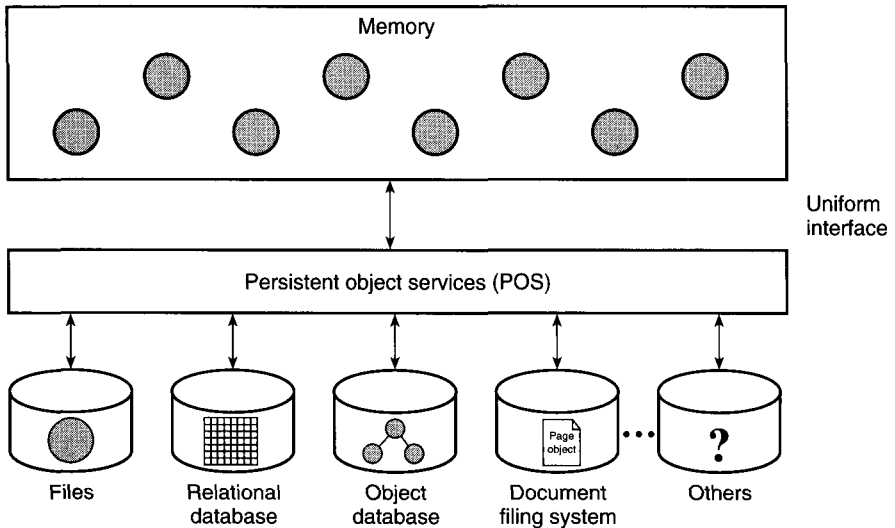 Memory
Uniform
interface
Persistent object services (POS)
Page
object
?
Files
Relational
database
Object
database
Document
filing system
Others